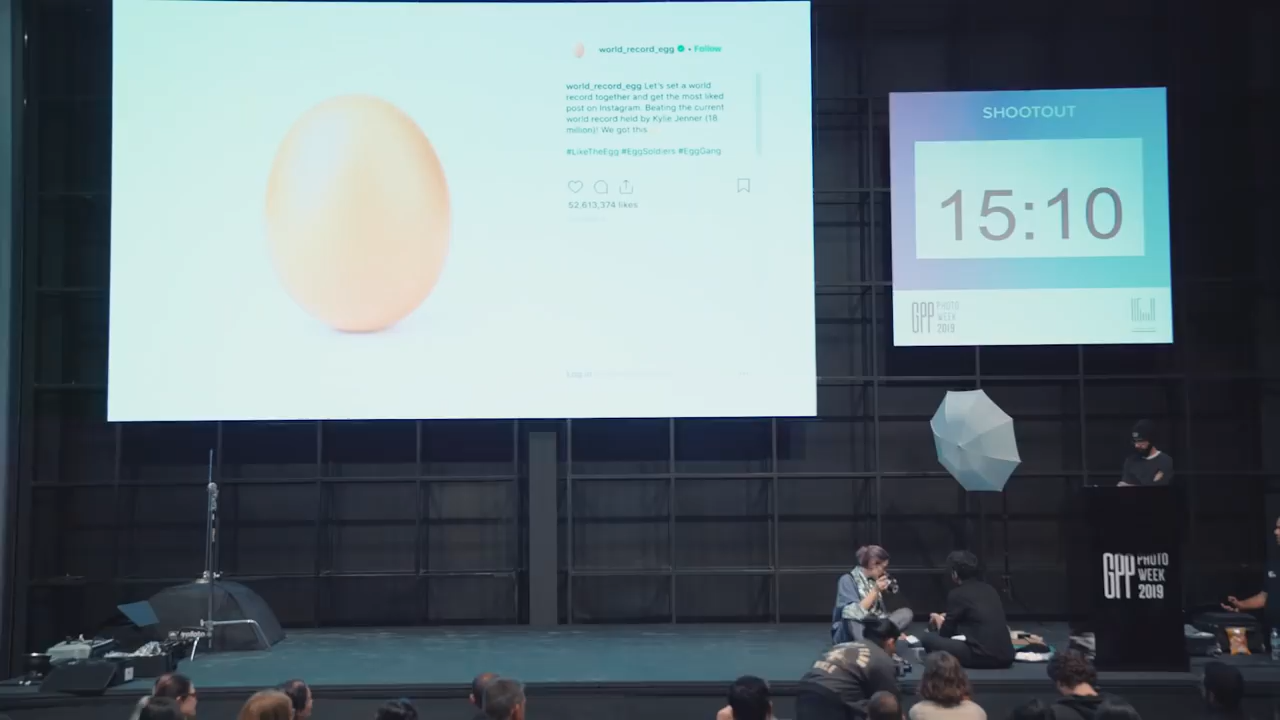 world_record_egg • Follow
world_record_egg Let's set a world
record together and get the most liked
post on Instagram. Beating the current
world record held by Kylie Jenner (18
million)! We got this
#LikeTheEgg #EggSoldiers #EggGang
52,613,374 likes
Log in
SHOOTOUT
15:10
GPP PHOTO
WEEK
2019
GPP PHOTO
WEEK
2019